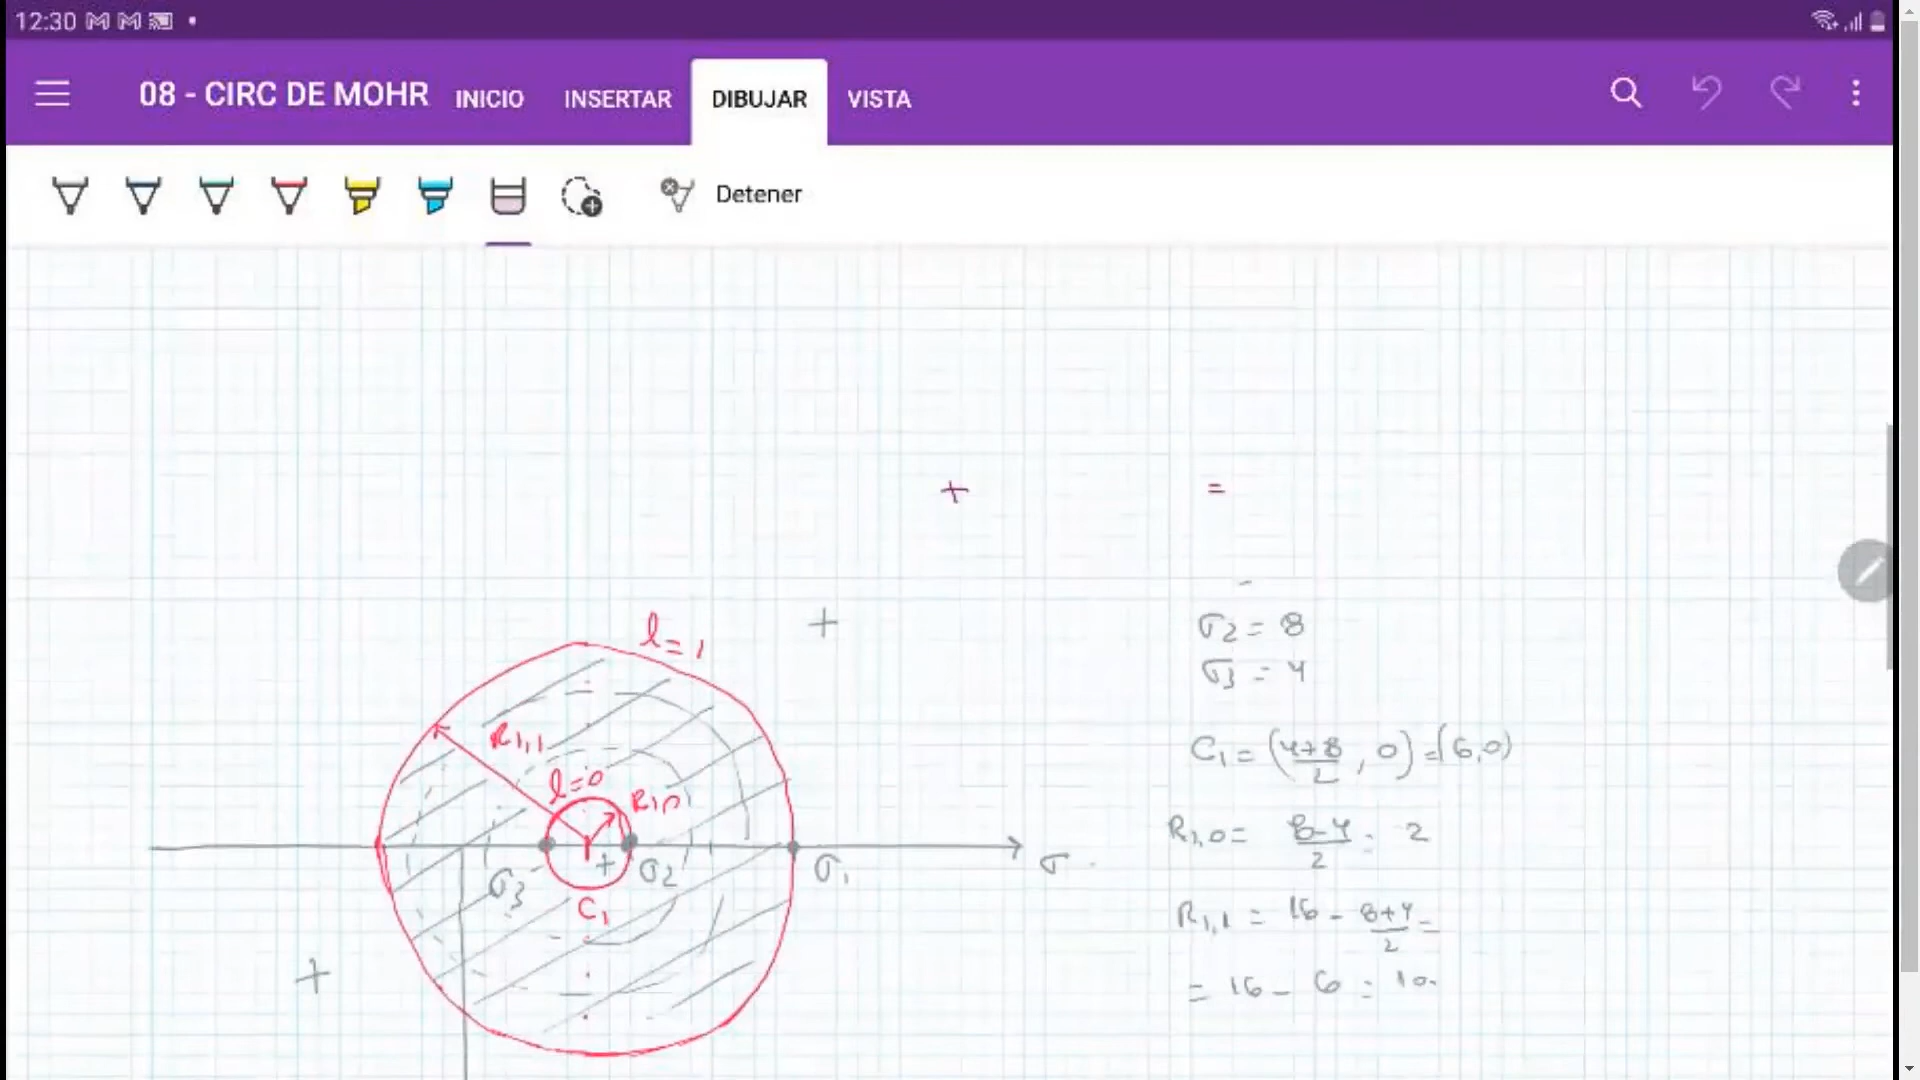 12:30
08 - CIRC DE MOHR INICIO INSERTAR DIBUJAR VISTA
Detener
+ =
l=1 +
σ2 = 8
σ3 = 4
R1,1
C1 = (4+8/2, 0) = (6,0)
l=0
R1,0
R1,0 = 8-4/2 = 2
σ3 + σ2 σ1 σ
C1
R1,1 = 16 - 8+4/2 =
+
= 16 - 6 = 10.